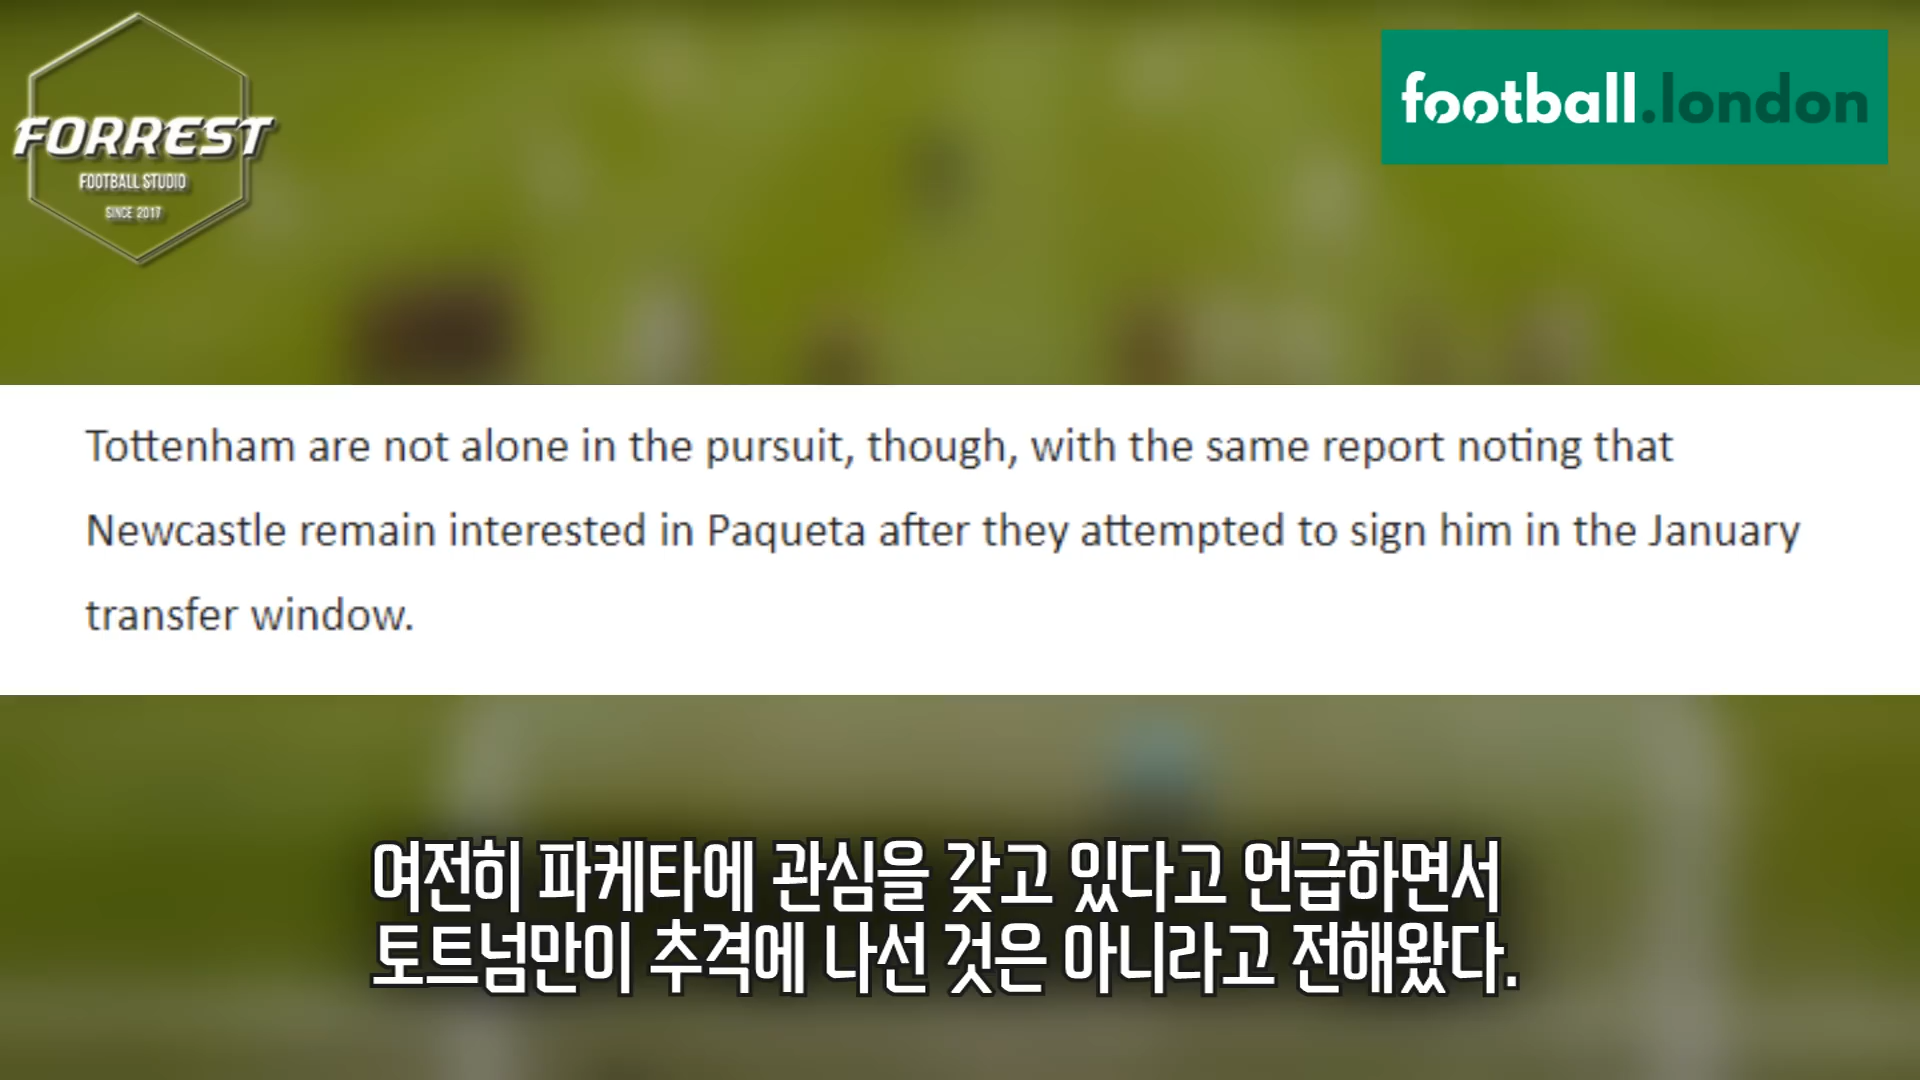 FORREST
FOOTBALL STUDIO
SINCE 2017
football.london
Tottenham are not alone in the pursuit, though, with the same report noting that
Newcastle remain interested in Paqueta after they attempted to sign him in the January
transfer window.
여전히 파케타에 관심을 갖고 있다고 언급하면서
토트넘만이 추격에 나선 것은 아니라고 전해왔다.